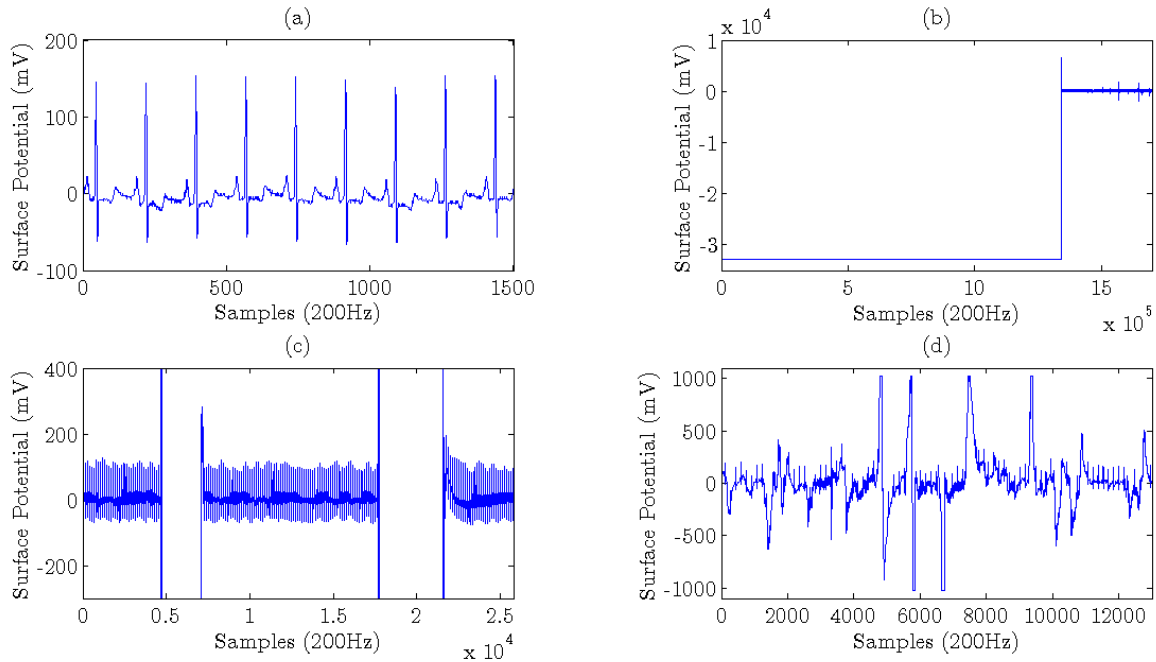 (a)
Surface Potential (mV)
200
100
0
-100
0
500
1000
1500
Samples (200Hz)
(b)
x 10^4
Surface Potential (mV)
1
0
-1
-2
-3
0
5
10
15
Samples (200Hz)
x 10^5
(c)
Surface Potential (mV)
400
200
0
-200
0
0.5
1
1.5
2
2.5
Samples (200Hz)
x 10^4
(d)
Surface Potential (mV)
1000
500
0
-500
-1000
0
2000
4000
6000
8000
10000
12000
Samples (200Hz)